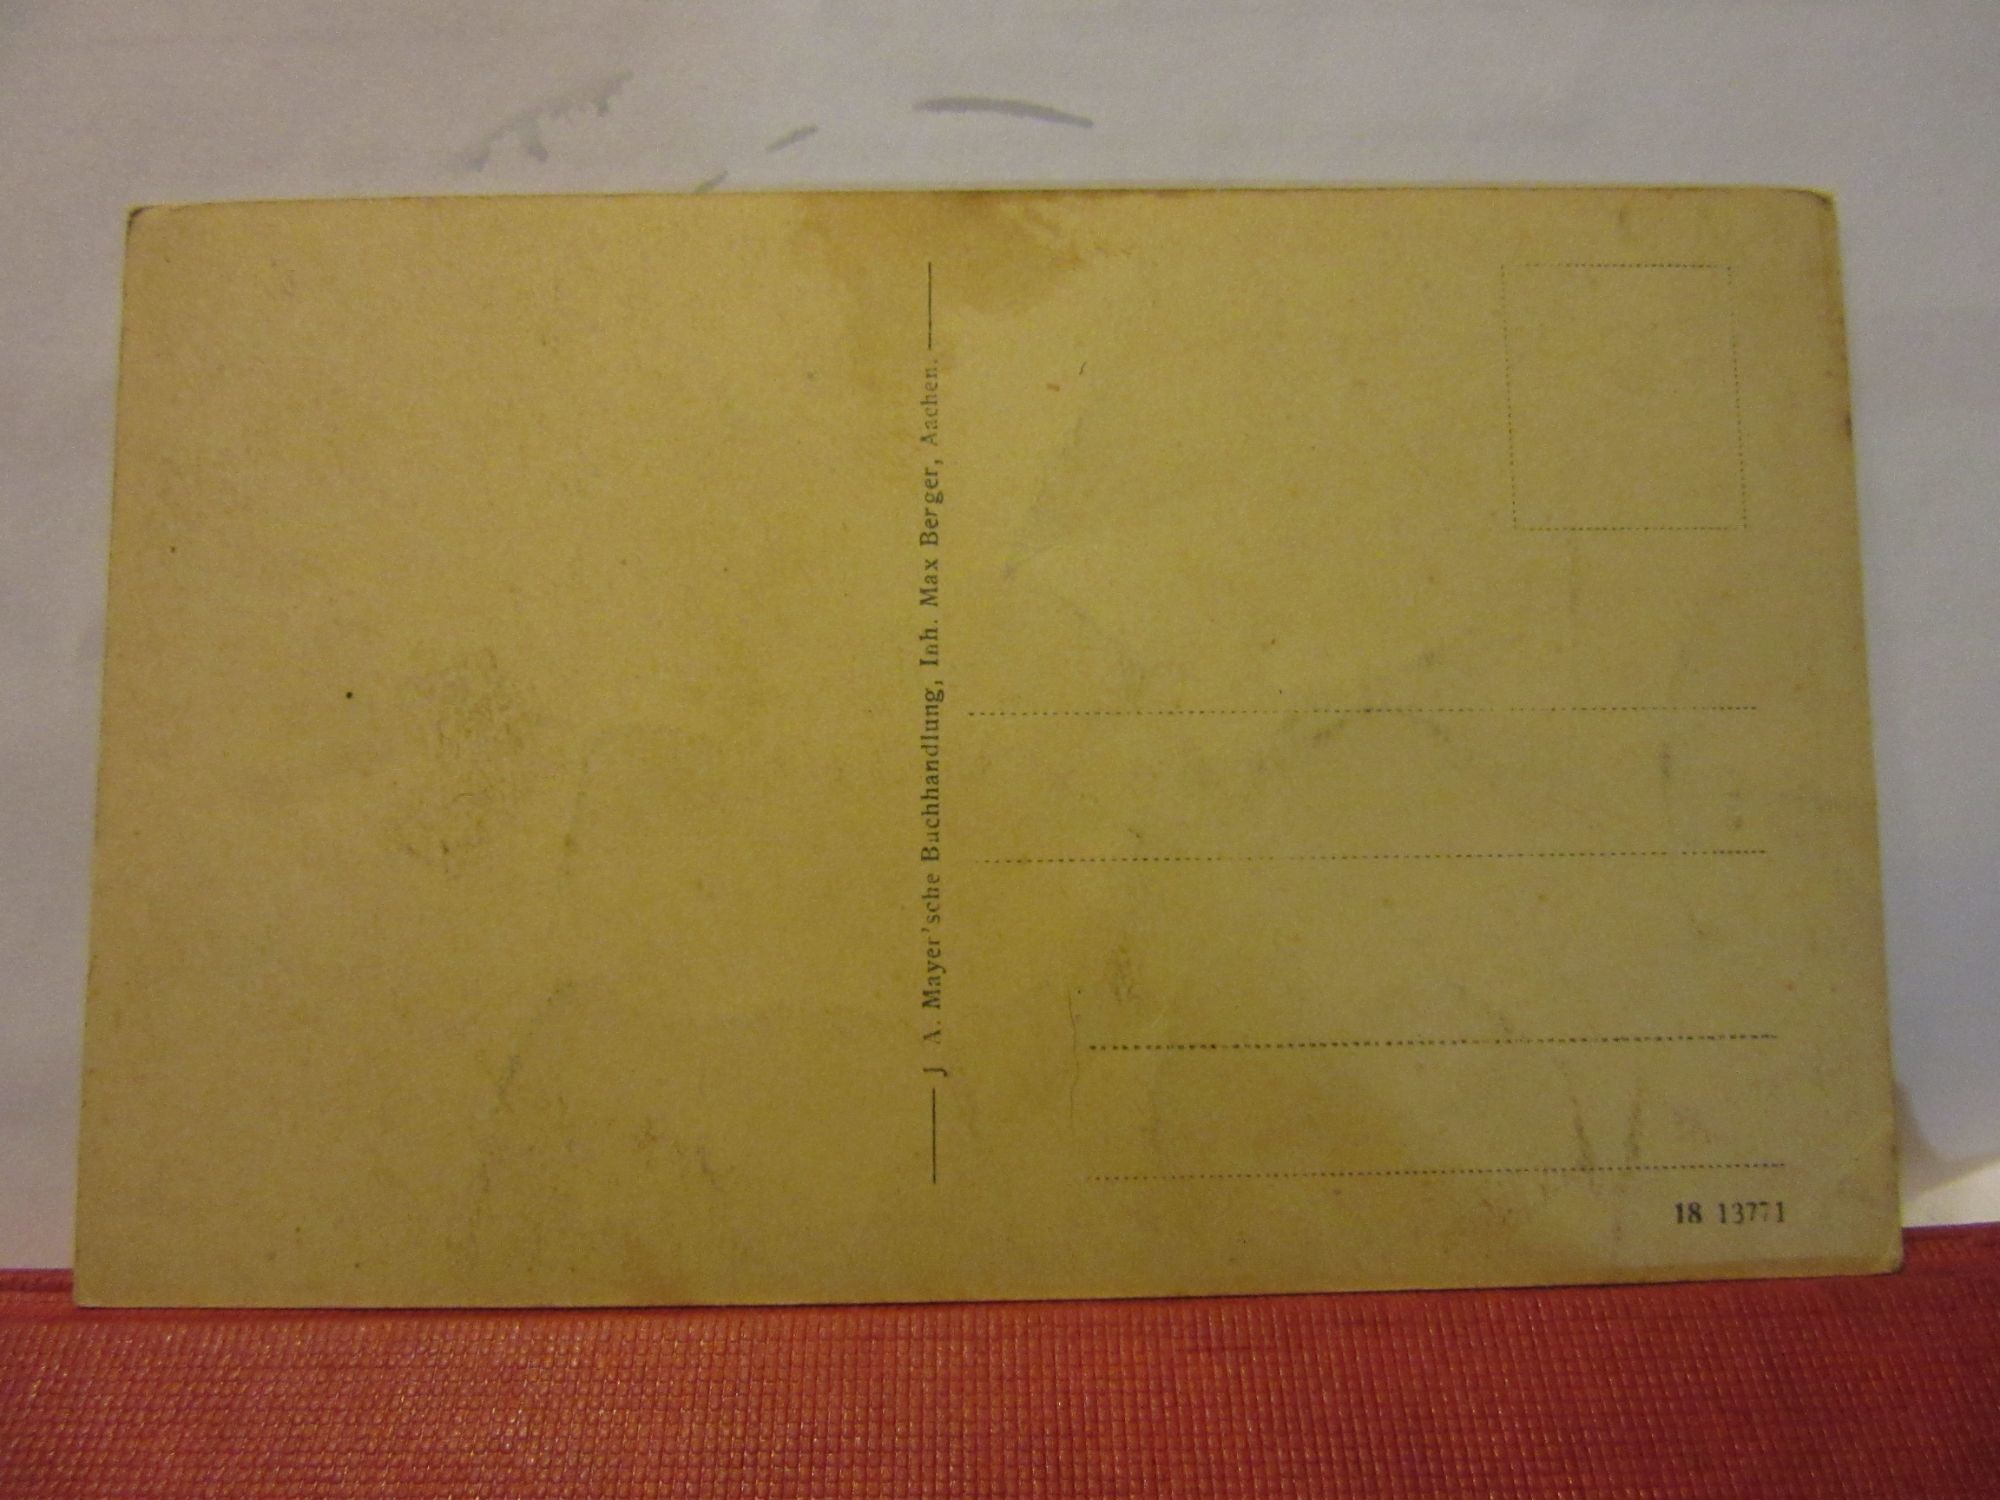 J A. Mayer'sche Buchhandlung, Inh. Max Berger, Aachen.
18 13771